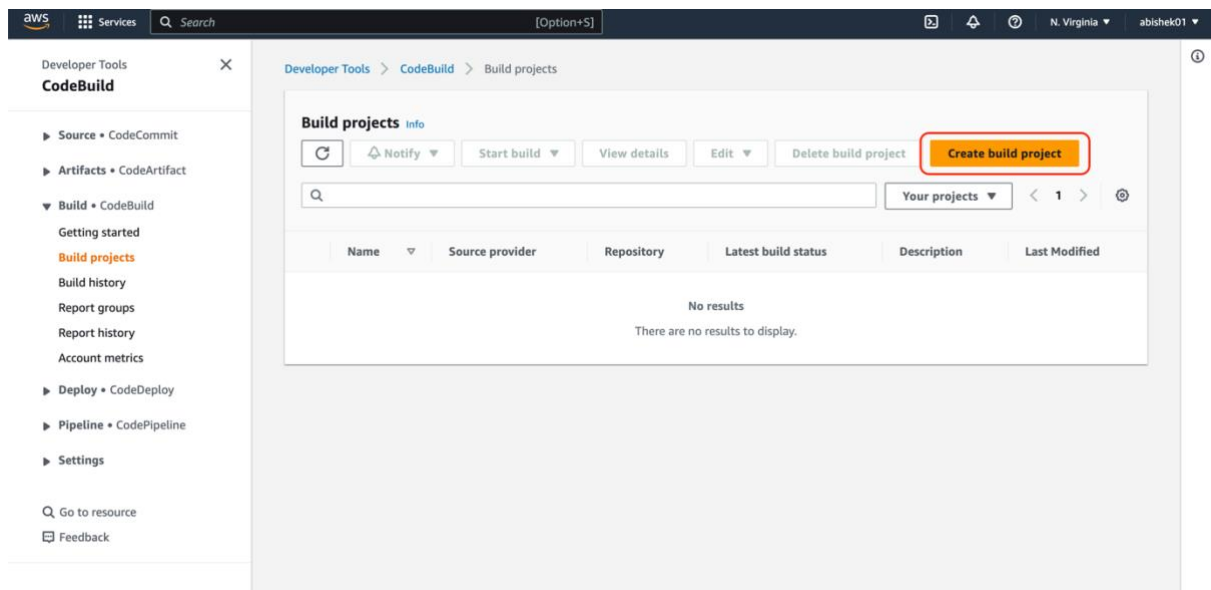 aws Services Search [Option+S] N. Virginia abishek01
Developer Tools
CodeBuild
Source • CodeCommit
Artifacts • CodeArtifact
Build • CodeBuild
Getting started
Build projects
Build history
Report groups
Report history
Account metrics
Deploy • CodeDeploy
Pipeline • CodePipeline
Settings
Go to resource
Feedback
Developer Tools > CodeBuild > Build projects
Build projects Info
Notify Start build View details Edit Delete build project Create build project
Your projects < 1 >
Name Source provider Repository Latest build status Description Last Modified
No results
There are no results to display.